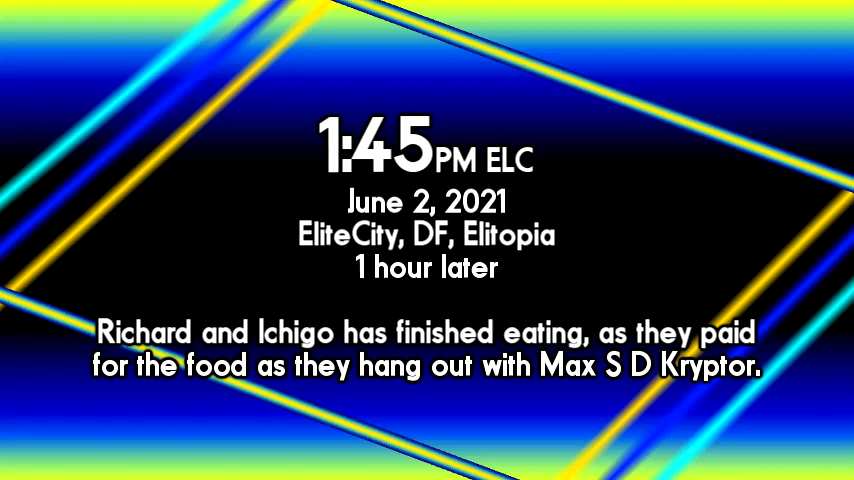 1:45PM ELC
June 2, 2021
EliteCity, DF, Elitopia
1 hour later
Richard and Ichigo has finished eating, as they paid
for the food as they hang out with Max S D Kryptor.